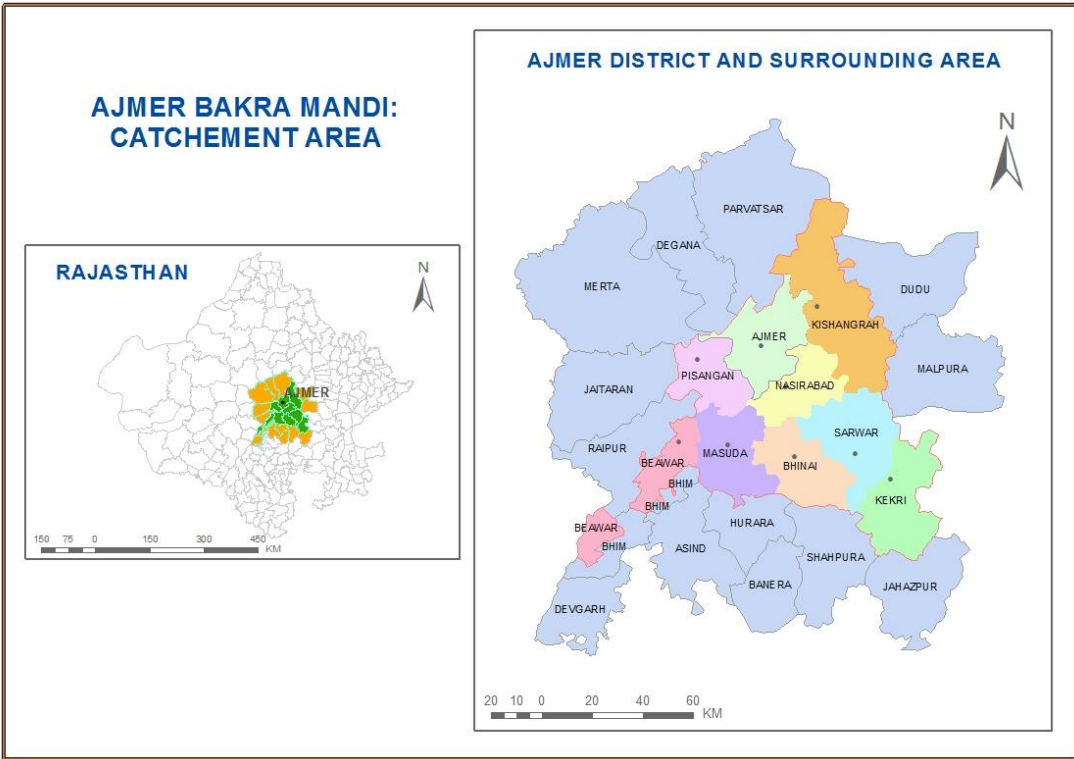 AJMER BAKRA MANDI:
CATCHEMENT AREA
RAJASTHAN
N
AJMER
150 75 0 150 300 450
KM
AJMER DISTRICT AND SURROUNDING AREA
N
PARVATSAR
DEGANA
MERTA
DUDU
KISHANGRAH
AJMER
MALPURA
PISANGAN
NASIRABAD
JAITARAN
SARWAR
RAIPUR
BEAWAR
MASUDA
BHINAI
BHIM
KEKRI
BHIM
BEAWAR
HURARA
BHIM
ASIND
SHAHPURA
BANERA
JAHAZPUR
DEVGARH
20 10 0 20 40 60
KM